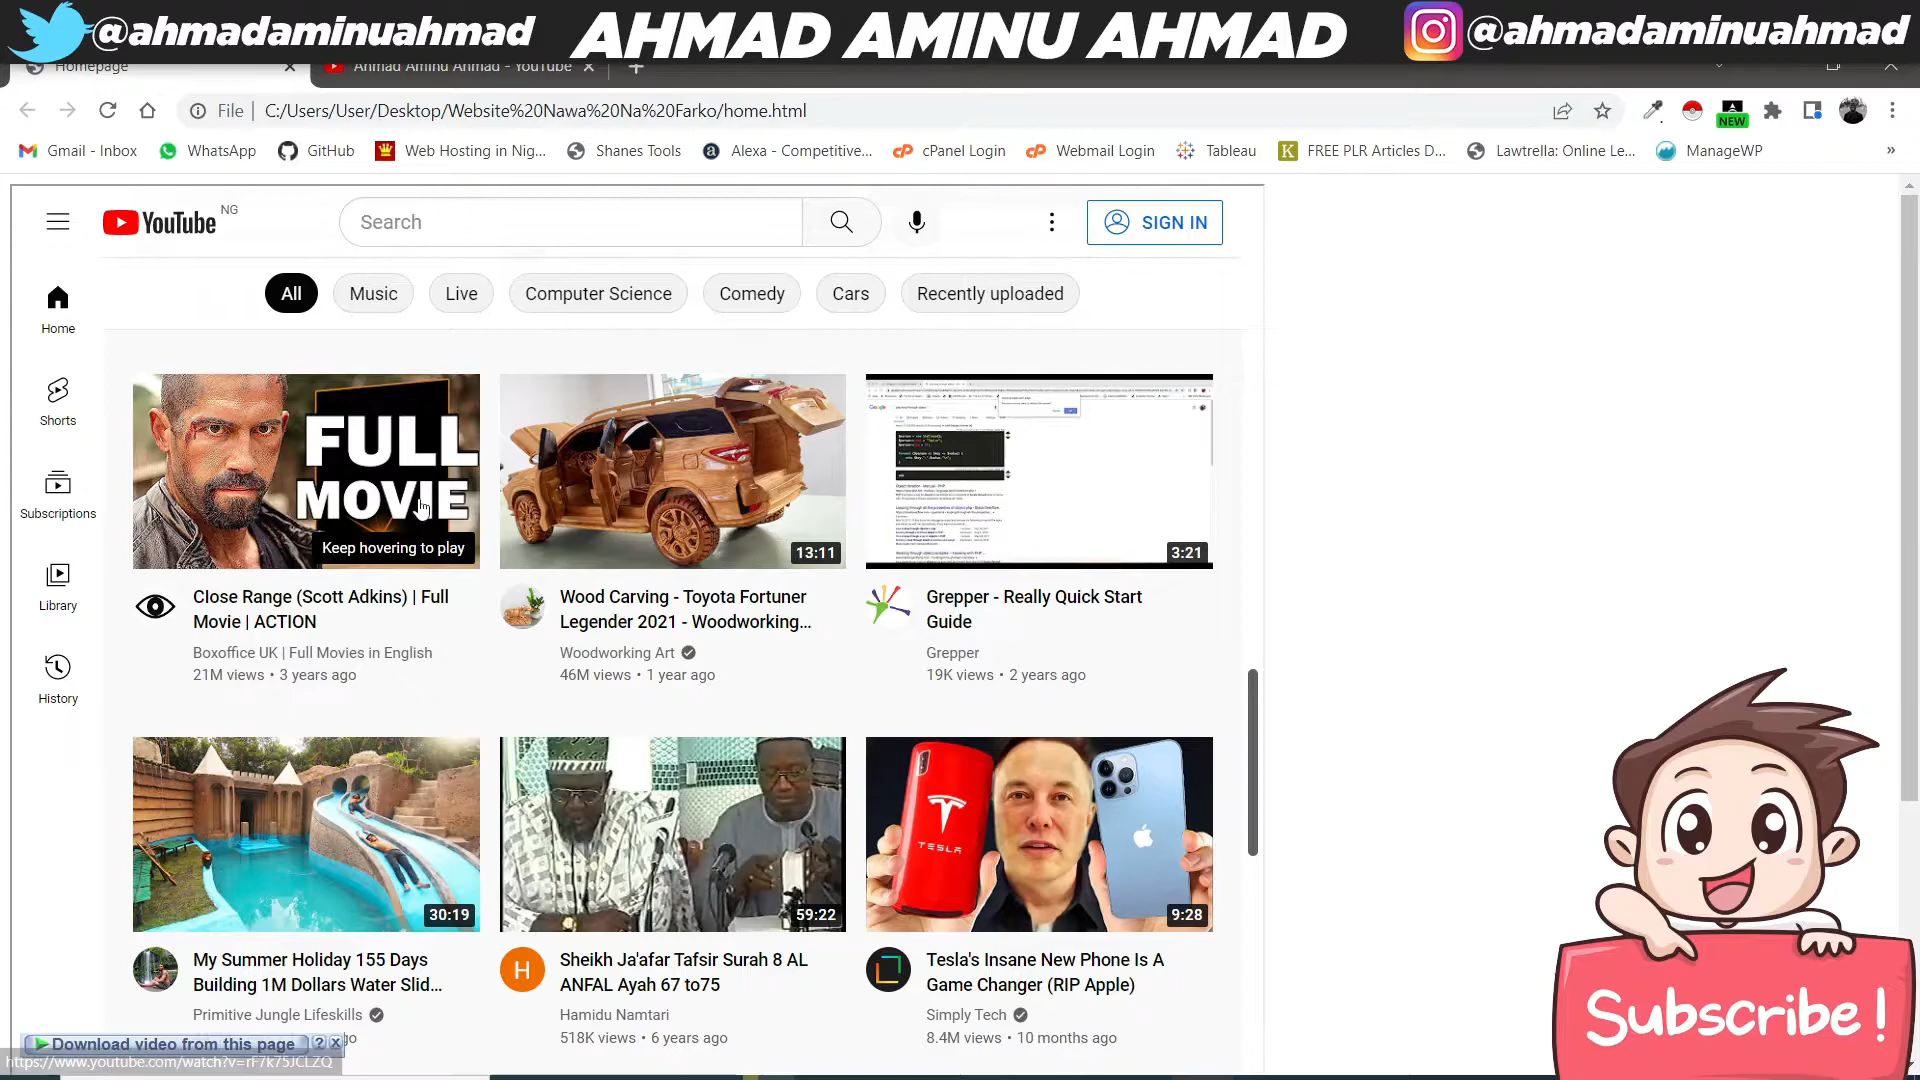 @ahmadaminuahmad AHMAD AMINU AHMAD @ahmadaminuahmad
Homepage Ahmad Aminu Ahmad - YouTube
File C:/Users/User/Desktop/Website%20Nawa%20Na%20Farko/home.html
NEW
Gmail - Inbox WhatsApp GitHub Web Hosting in Nig... Shanes Tools Alexa - Competitive... cPanel Login Webmail Login Tableau FREE PLR Articles D... Lawtrella: Online Le... ManageWP »
YouTube NG Search SIGN IN
All Music Live Computer Science Comedy Cars Recently uploaded
Home
Shorts
Subscriptions
Library
History
FULL
MOVIE
Keep hovering to play
13:11
Google
3:21
Close Range (Scott Adkins) | Full
Movie | ACTION
Boxoffice UK | Full Movies in English
21M views • 3 years ago
Wood Carving - Toyota Fortuner
Legender 2021 - Woodworking...
Woodworking Art
46M views • 1 year ago
Grepper - Really Quick Start
Guide
Grepper
19K views • 2 years ago
30:19
59:22
TESLA
9:28
My Summer Holiday 155 Days
Building 1M Dollars Water Slid...
Primitive Jungle Lifeskills
go
H
Sheikh Ja'afar Tafsir Surah 8 AL
ANFAL Ayah 67 to75
Hamidu Namtari
518K views • 6 years ago
Tesla's Insane New Phone Is A
Game Changer (RIP Apple)
Simply Tech
8.4M views • 10 months ago
Download video from this page ? x
https://www.youtube.com/watch?v=rF7k75JCLZQ
Subscribe!